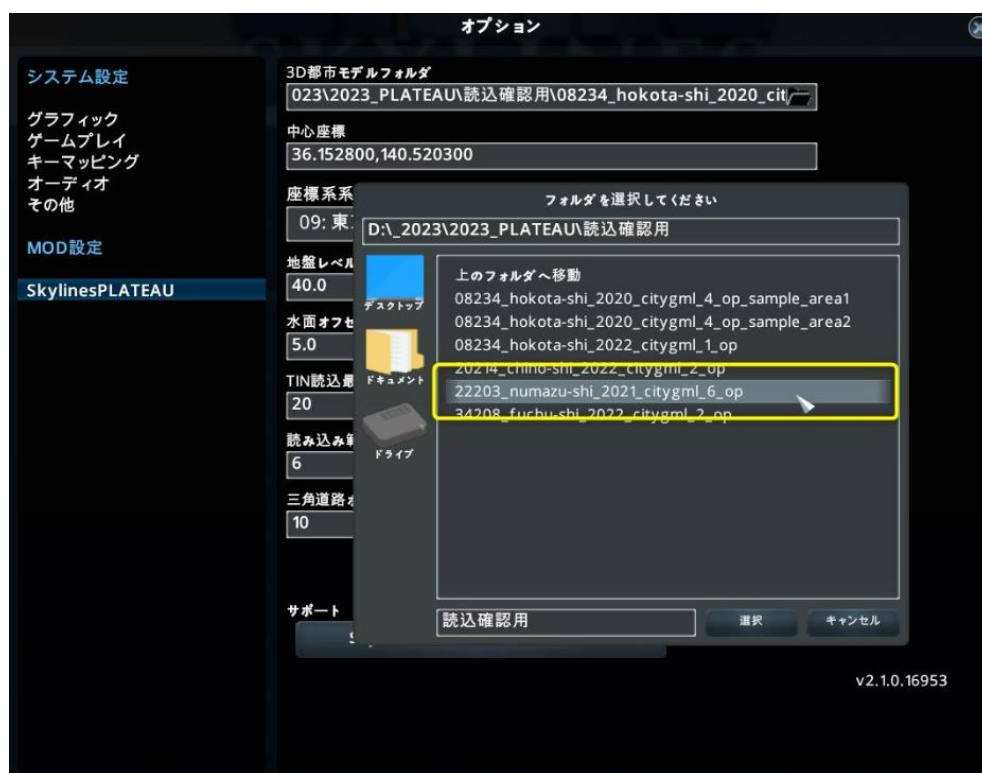 オプション
システム設定
グラフィック
ゲームプレイ
キーマッピング
オーディオ
その他
MOD設定
SkylinesPLATEAU
3D都市モデルフォルダ
023\2023_PLATEAU\読込確認用\08234_hokota-shi_2020_cit
中心座標
36.152800,140.520300
座標系系
09: 東
地盤レベル
40.0
水面オフセ
5.0
TIN読込最
20
読み込み範
6
三角道路
10
サポート
v2.1.0.16953
フォルダを選択してください
D:\_2023\2023_PLATEAU\読込確認用
デスクトップ
ドキュメント
ドライブ
上のフォルダへ移動
08234_hokota-shi_2020_citygml_4_op_sample_area1
08234_hokota-shi_2020_citygml_4_op_sample_area2
08234_hokota-shi_2022_citygml_1_op
20214_chino-shi_2022_citygml_2_op
22203_numazu-shi_2021_citygml_6_op
34208_fuchu-shi_2022_citygml_2_op
読込確認用
選択
キャンセル